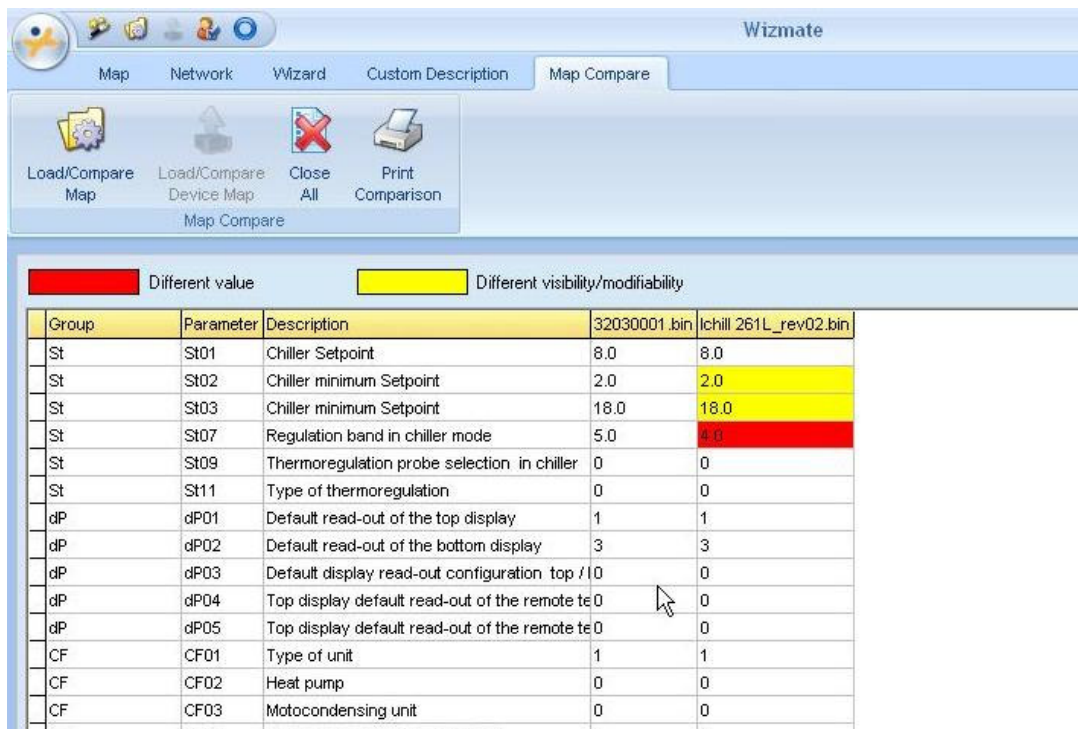 Wizmate
Map Network Wizard Custom Description Map Compare
Load/Compare Map Load/Compare Device Map Close All Print Comparison
Map Compare
Different value Different visibility/modifiability
Group Parameter Description 32030001.bin Ichill 261L_rev02.bin
St St01 Chiller Setpoint 8.0 8.0
St St02 Chiller minimum Setpoint 2.0 2.0
St St03 Chiller minimum Setpoint 18.0 18.0
St St07 Regulation band in chiller mode 5.0 4.0
St St09 Thermoregulation probe selection in chiller 0 0
St St11 Type of thermoregulation 0 0
dP dP01 Default read-out of the top display 1 1
dP dP02 Default read-out of the bottom display 3 3
dP dP03 Default display read-out configuration top / 0 0
dP dP04 Top display default read-out of the remote te 0 0
dP dP05 Top display default read-out of the remote te 0 0
CF CF01 Type of unit 1 1
CF CF02 Heat pump 0 0
CF CF03 Motocondensing unit 0 0